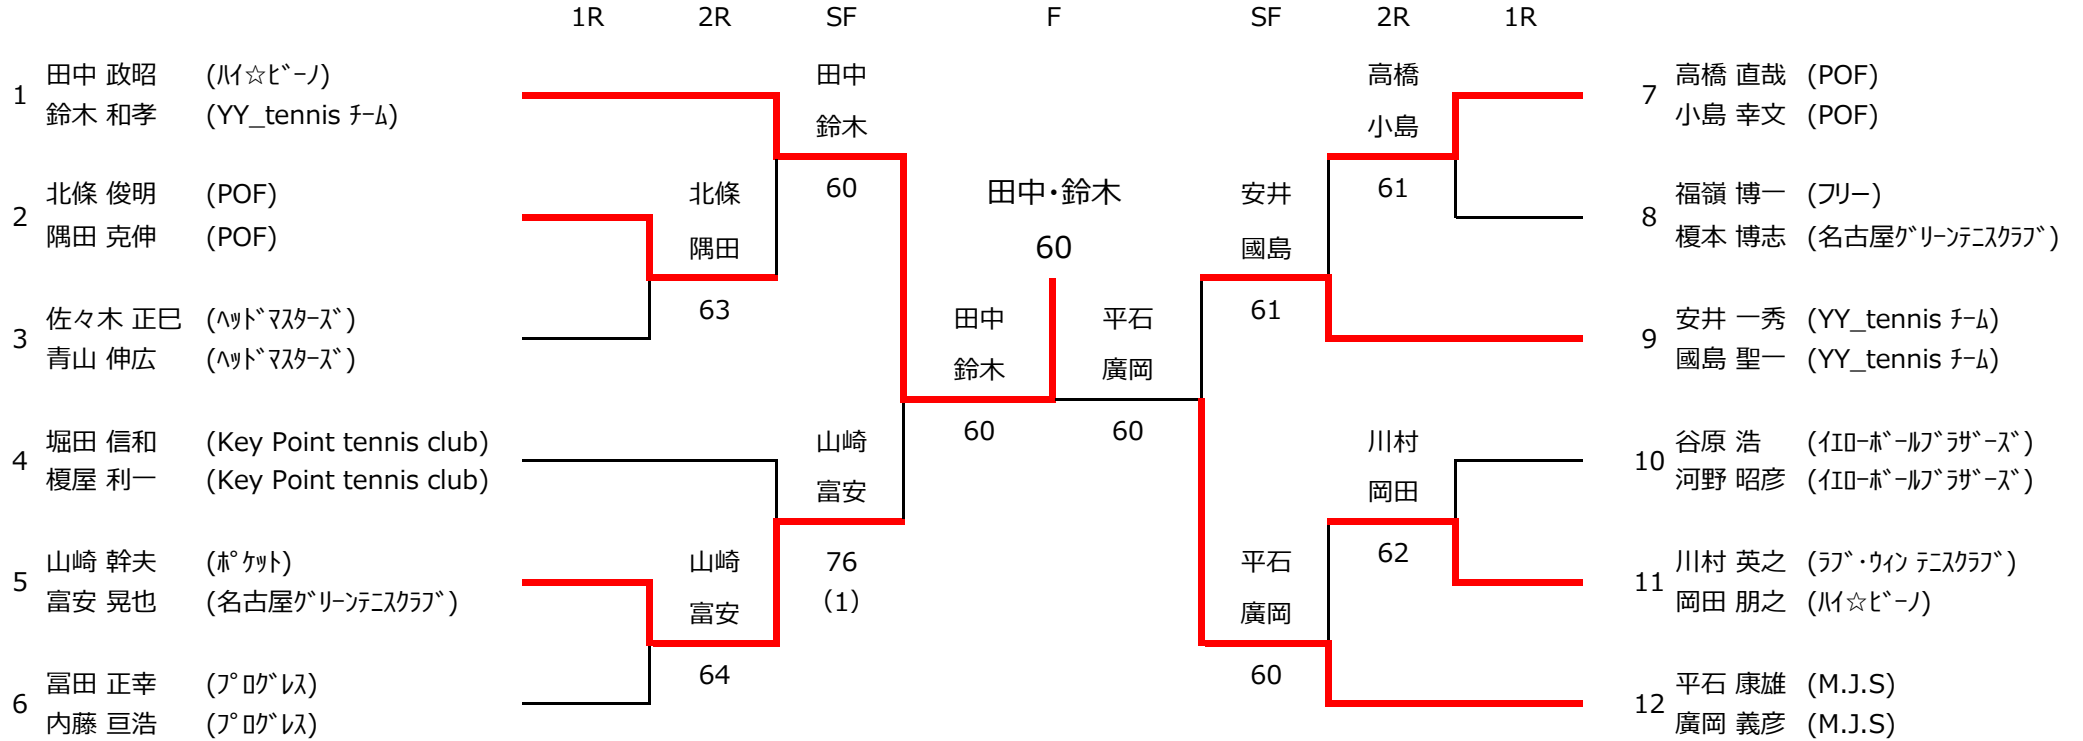 1R 2R SF F SF 2R 1R
1 田中 政昭 (ﾊｲ☆ﾋﾞｰﾉ)
鈴木 和孝 (YY_tennis ﾁｰﾑ)
2 北條 俊明 (POF)
隅田 克伸 (POF)
3 佐々木 正巳 (ﾍｯﾄﾞﾏｽﾀｰｽﾞ)
青山 伸広 (ﾍｯﾄﾞﾏｽﾀｰｽﾞ)
4 堀田 信和 (Key Point tennis club)
榎屋 利一 (Key Point tennis club)
5 山崎 幹夫 (ﾎﾟｹｯﾄ)
富安 晃也 (名古屋ｸﾞﾘｰﾝﾃﾆｽｸﾗﾌﾞ)
6 冨田 正幸 (ﾌﾟﾛｸﾞﾚｽ)
内藤 亘浩 (ﾌﾟﾛｸﾞﾚｽ)
北條
隅田
63
山崎
富安
64
田中
鈴木
60
山崎
富安
76
(1)
田中・鈴木
60
田中
鈴木
60
平石
廣岡
60
安井
國島
61
平石
廣岡
60
高橋
小島
61
川村
岡田
62
7 高橋 直哉 (POF)
小島 幸文 (POF)
8 福嶺 博一 (ﾌﾘｰ)
榎本 博志 (名古屋ｸﾞﾘｰﾝﾃﾆｽｸﾗﾌﾞ)
9 安井 一秀 (YY_tennis ﾁｰﾑ)
國島 聖一 (YY_tennis ﾁｰﾑ)
10 谷原 浩 (ｲｴﾛｰﾎﾞｰﾙﾌﾞﾗｻﾞｰｽﾞ)
河野 昭彦 (ｲｴﾛｰﾎﾞｰﾙﾌﾞﾗｻﾞｰｽﾞ)
11 川村 英之 (ﾗﾌﾞ・ｳｨﾝ ﾃﾆｽｸﾗﾌﾞ)
岡田 朋之 (ﾊｲ☆ﾋﾞｰﾉ)
12 平石 康雄 (M.J.S)
廣岡 義彦 (M.J.S)